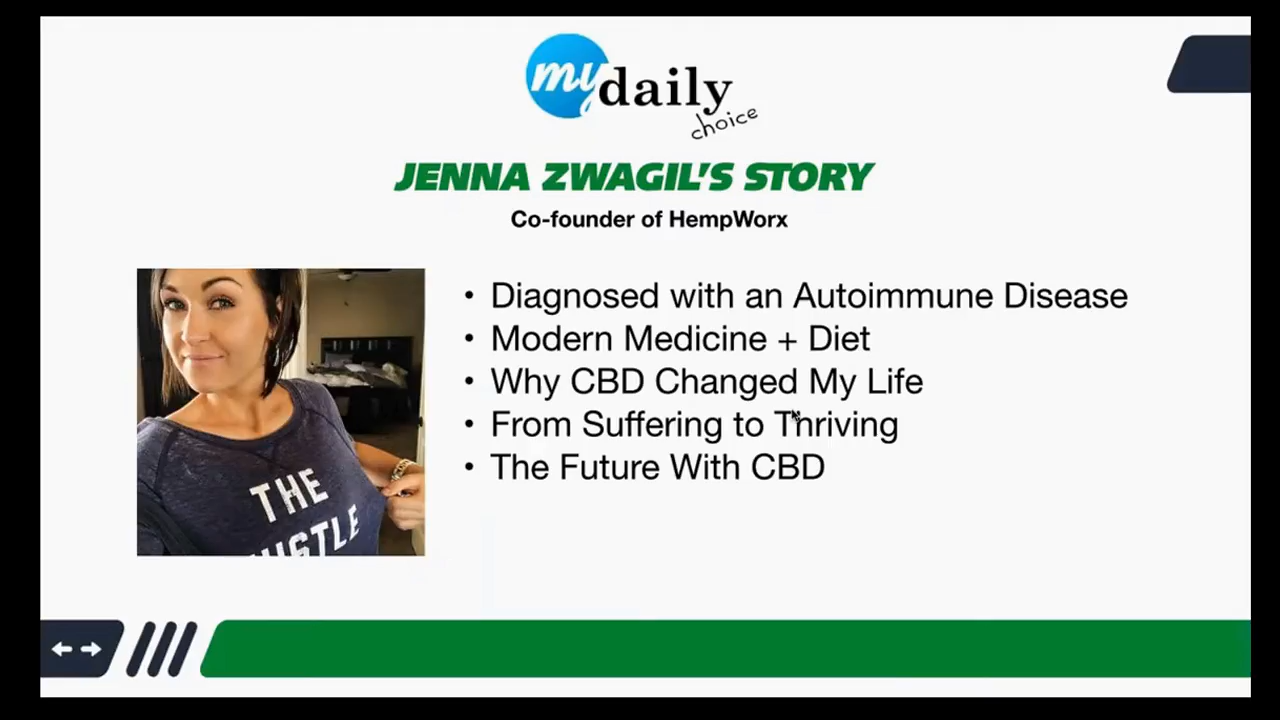 my daily
choice
JENNA ZWAGIL'S STORY
Co-founder of HempWorx
• Diagnosed with an Autoimmune Disease
• Modern Medicine + Diet
• Why CBD Changed My Life
• From Suffering to Thriving
• The Future With CBD
THE